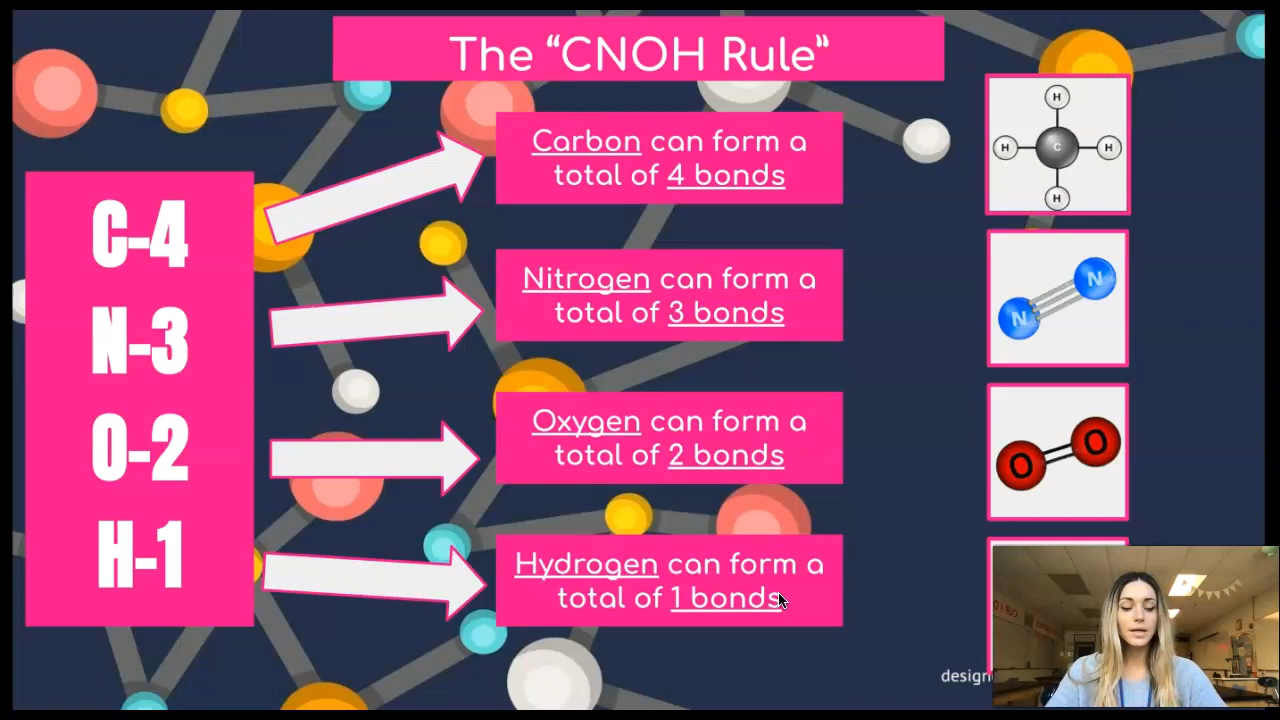 The “CNOH Rule”
C-4
N-3
O-2
H-1
Carbon can form a
total of 4 bonds
Nitrogen can form a
total of 3 bonds
Oxygen can form a
total of 2 bonds
Hydrogen can form a
total of 1 bonds
H
H C H
H
N
N
O
O
design